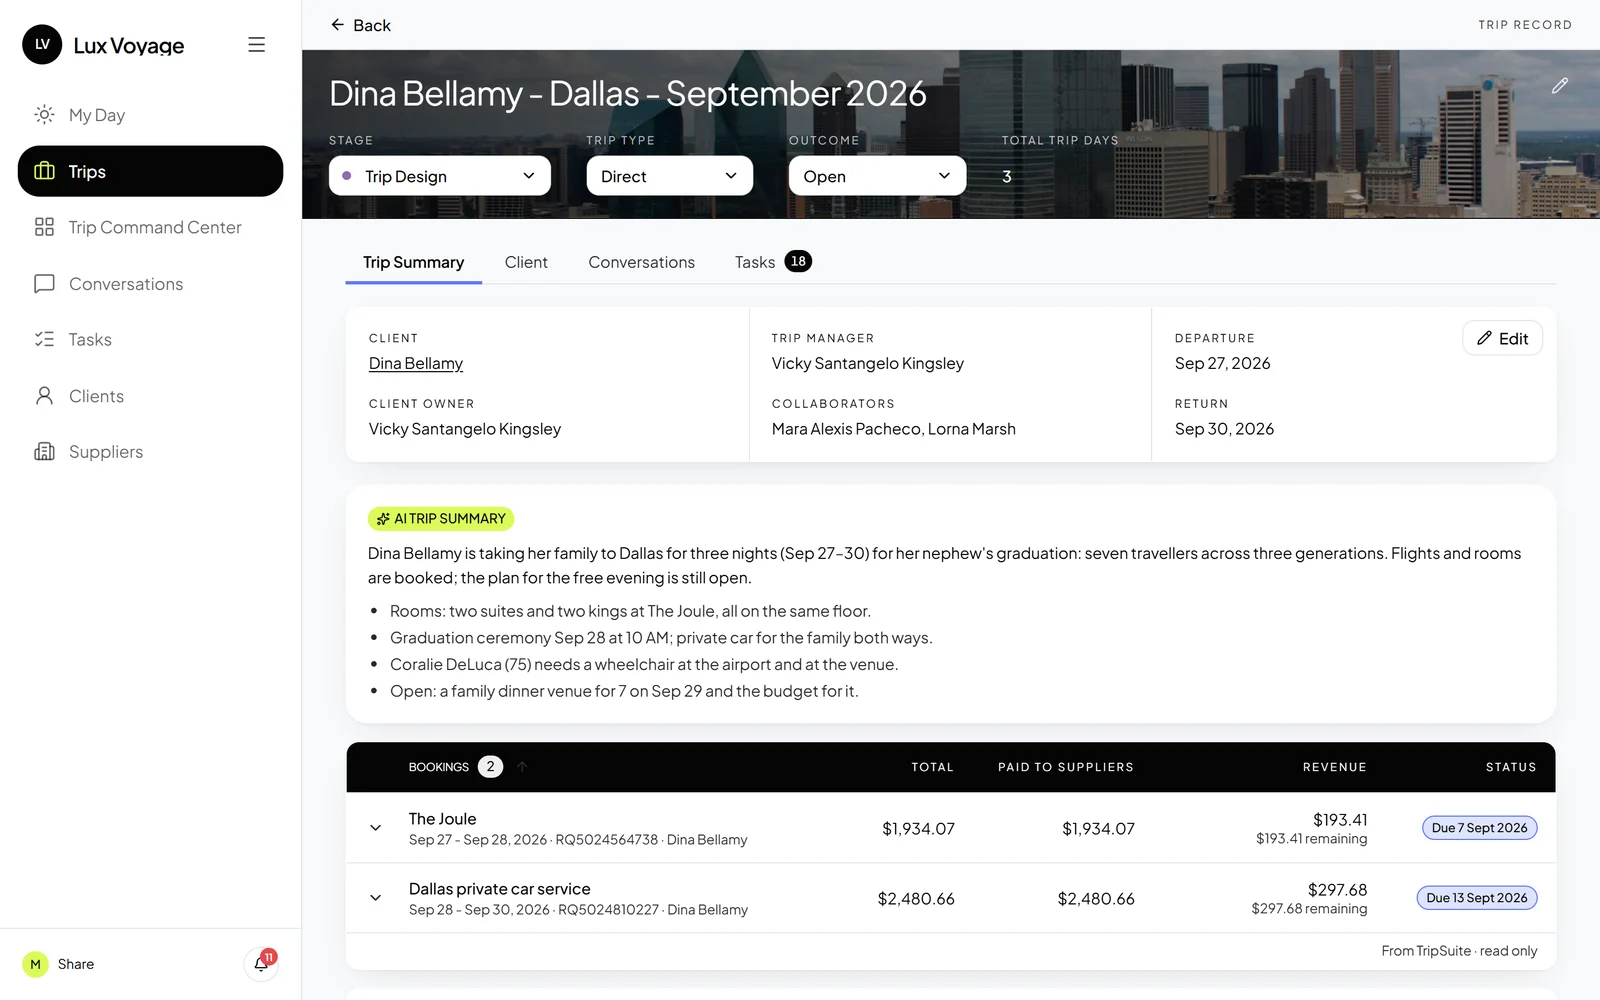 LV
Lux Voyage
My Day
Trips
Trip Command Center
Conversations
Tasks
Clients
Suppliers
M
Share
11
Back
TRIP RECORD
Dina Bellamy - Dallas - September 2026
STAGE
TRIP TYPE
OUTCOME
TOTAL TRIP DAYS
Trip Design
Direct
Open
3
Trip Summary
Client
Conversations
Tasks 18
CLIENT
Dina Bellamy
CLIENT OWNER
Vicky Santangelo Kingsley
TRIP MANAGER
Vicky Santangelo Kingsley
COLLABORATORS
Mara Alexis Pacheco, Lorna Marsh
DEPARTURE
Sep 27, 2026
RETURN
Sep 30, 2026
Edit
AI TRIP SUMMARY
Dina Bellamy is taking her family to Dallas for three nights (Sep 27–30) for her nephew's graduation: seven travellers across three generations. Flights and rooms
are booked; the plan for the free evening is still open.
• Rooms: two suites and two kings at The Joule, all on the same floor.
• Graduation ceremony Sep 28 at 10 AM; private car for the family both ways.
• Coralie DeLuca (75) needs a wheelchair at the airport and at the venue.
• Open: a family dinner venue for 7 on Sep 29 and the budget for it.
BOOKINGS 2 TOTAL PAID TO SUPPLIERS REVENUE STATUS
The Joule
Sep 27 - Sep 28, 2026 · RQ5024564738 · Dina Bellamy
$1,934.07
$1,934.07
$193.41
$193.41 remaining
Due 7 Sept 2026
Dallas private car service
Sep 28 - Sep 30, 2026 · RQ5024810227 · Dina Bellamy
$2,480.66
$2,480.66
$297.68
$297.68 remaining
Due 13 Sept 2026
From TripSuite · read only